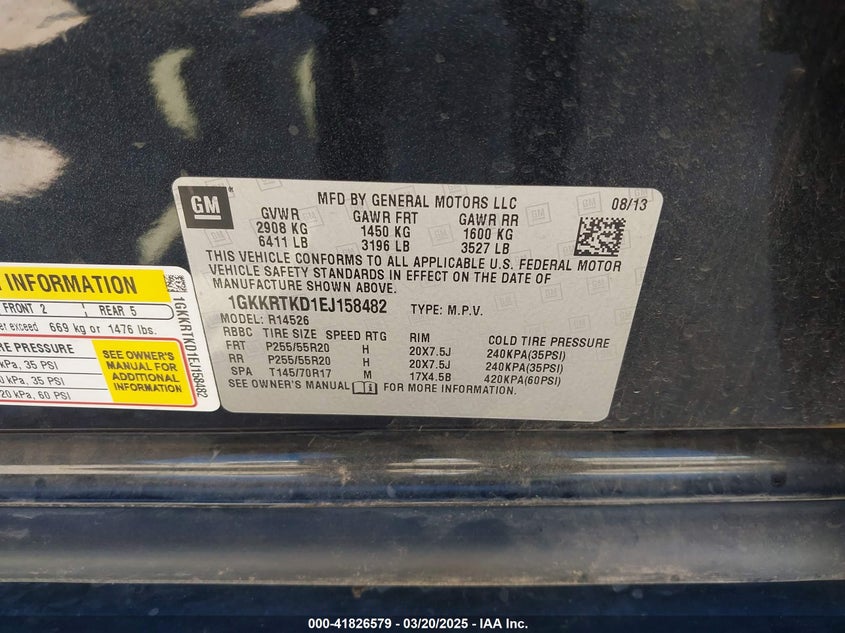 GM
MFD BY GENERAL MOTORS LLC
08/13
GVWR GAWR FRT GAWR RR
2908 KG 1450 KG 1600 KG
6411 LB 3196 LB 3527 LB
THIS VEHICLE CONFORMS TO ALL APPLICABLE U.S. FEDERAL MOTOR
VEHICLE SAFETY STANDARDS IN EFFECT ON THE DATE OF
MANUFACTURE SHOWN ABOVE.
1GKKRTKD1EJ158482 TYPE: M.P.V.
MODEL: R14526
RBBC TIRE SIZE SPEED RTG RIM COLD TIRE PRESSURE
FRT P255/55R20 H 20X7.5J 240KPA(35PSI)
RR P255/55R20 H 20X7.5J 240KPA(35PSI)
SPA T145/70R17 M 17X4.5B 420KPA(60PSI)
SEE OWNER'S MANUAL FOR MORE INFORMATION.
INFORMATION
FRONT 2 REAR 5
exceed 669 kg or 1476 lbs.
RE PRESSURE
kPa, 35 PSI
kPa, 35 PSI
20 kPa, 60 PSI
SEE OWNER'S
MANUAL FOR
ADDITIONAL
INFORMATION
1GKKRTKD1EJ158482
000-41826579 — 03/20/2025 — IAA Inc.